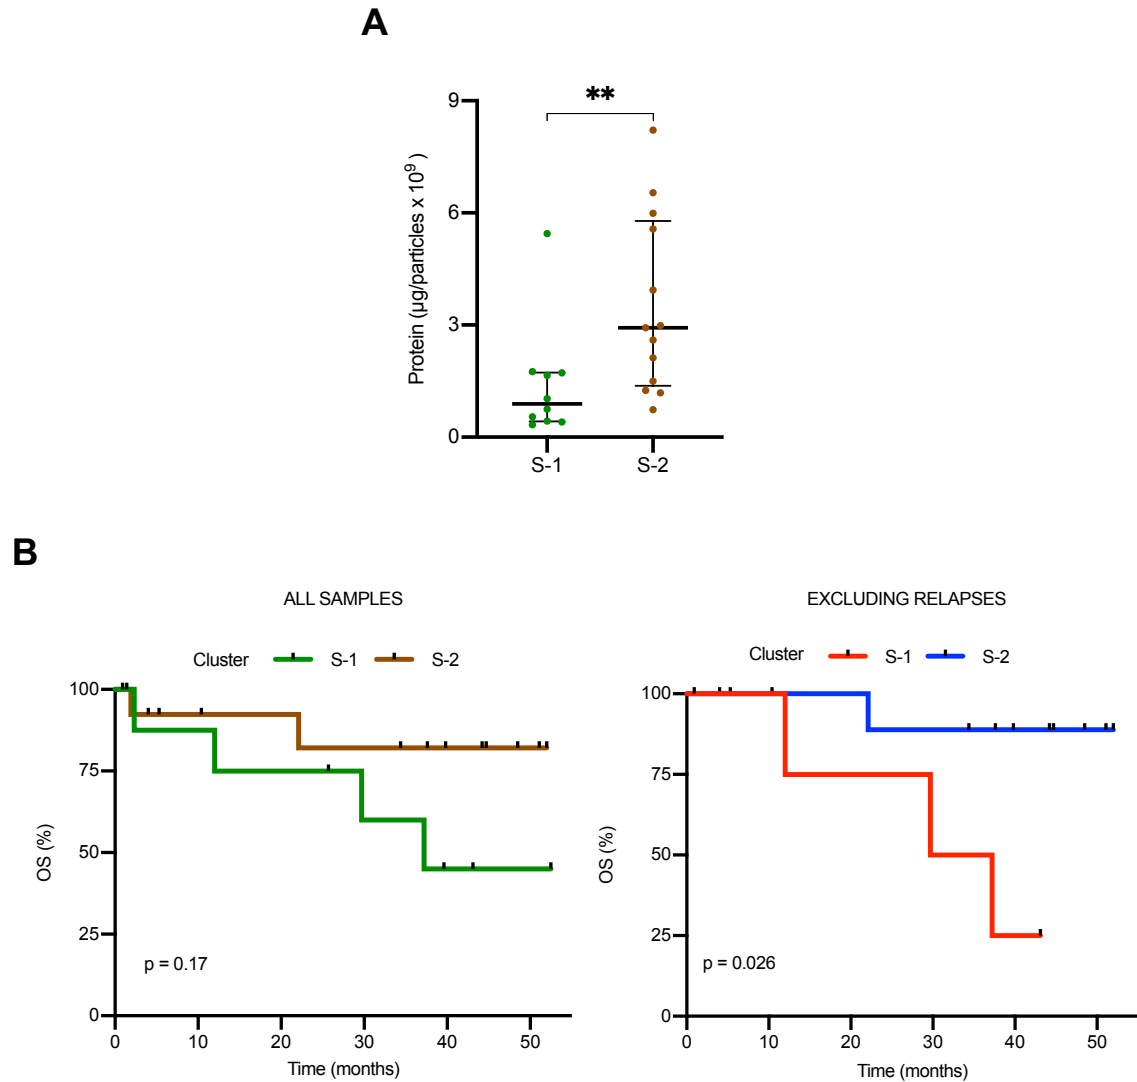 A
**
9
6
3
0
Protein (µg/particles x 10⁹ )
S-1 S-2
B
ALL SAMPLES
Cluster S-1 S-2
100
75
50
25
0
OS (%)
p = 0.17
0 10 20 30 40 50
Time (months)
EXCLUDING RELAPSES
Cluster S-1 S-2
100
75
50
25
0
OS (%)
p = 0.026
0 10 20 30 40 50
Time (months)